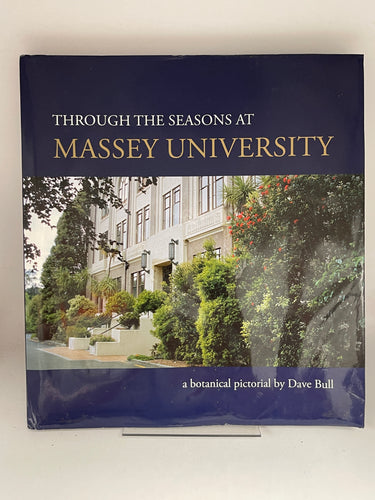 THROUGH THE SEASONS AT
MASSEY UNIVERSITY
a botanical pictorial by Dave Bull